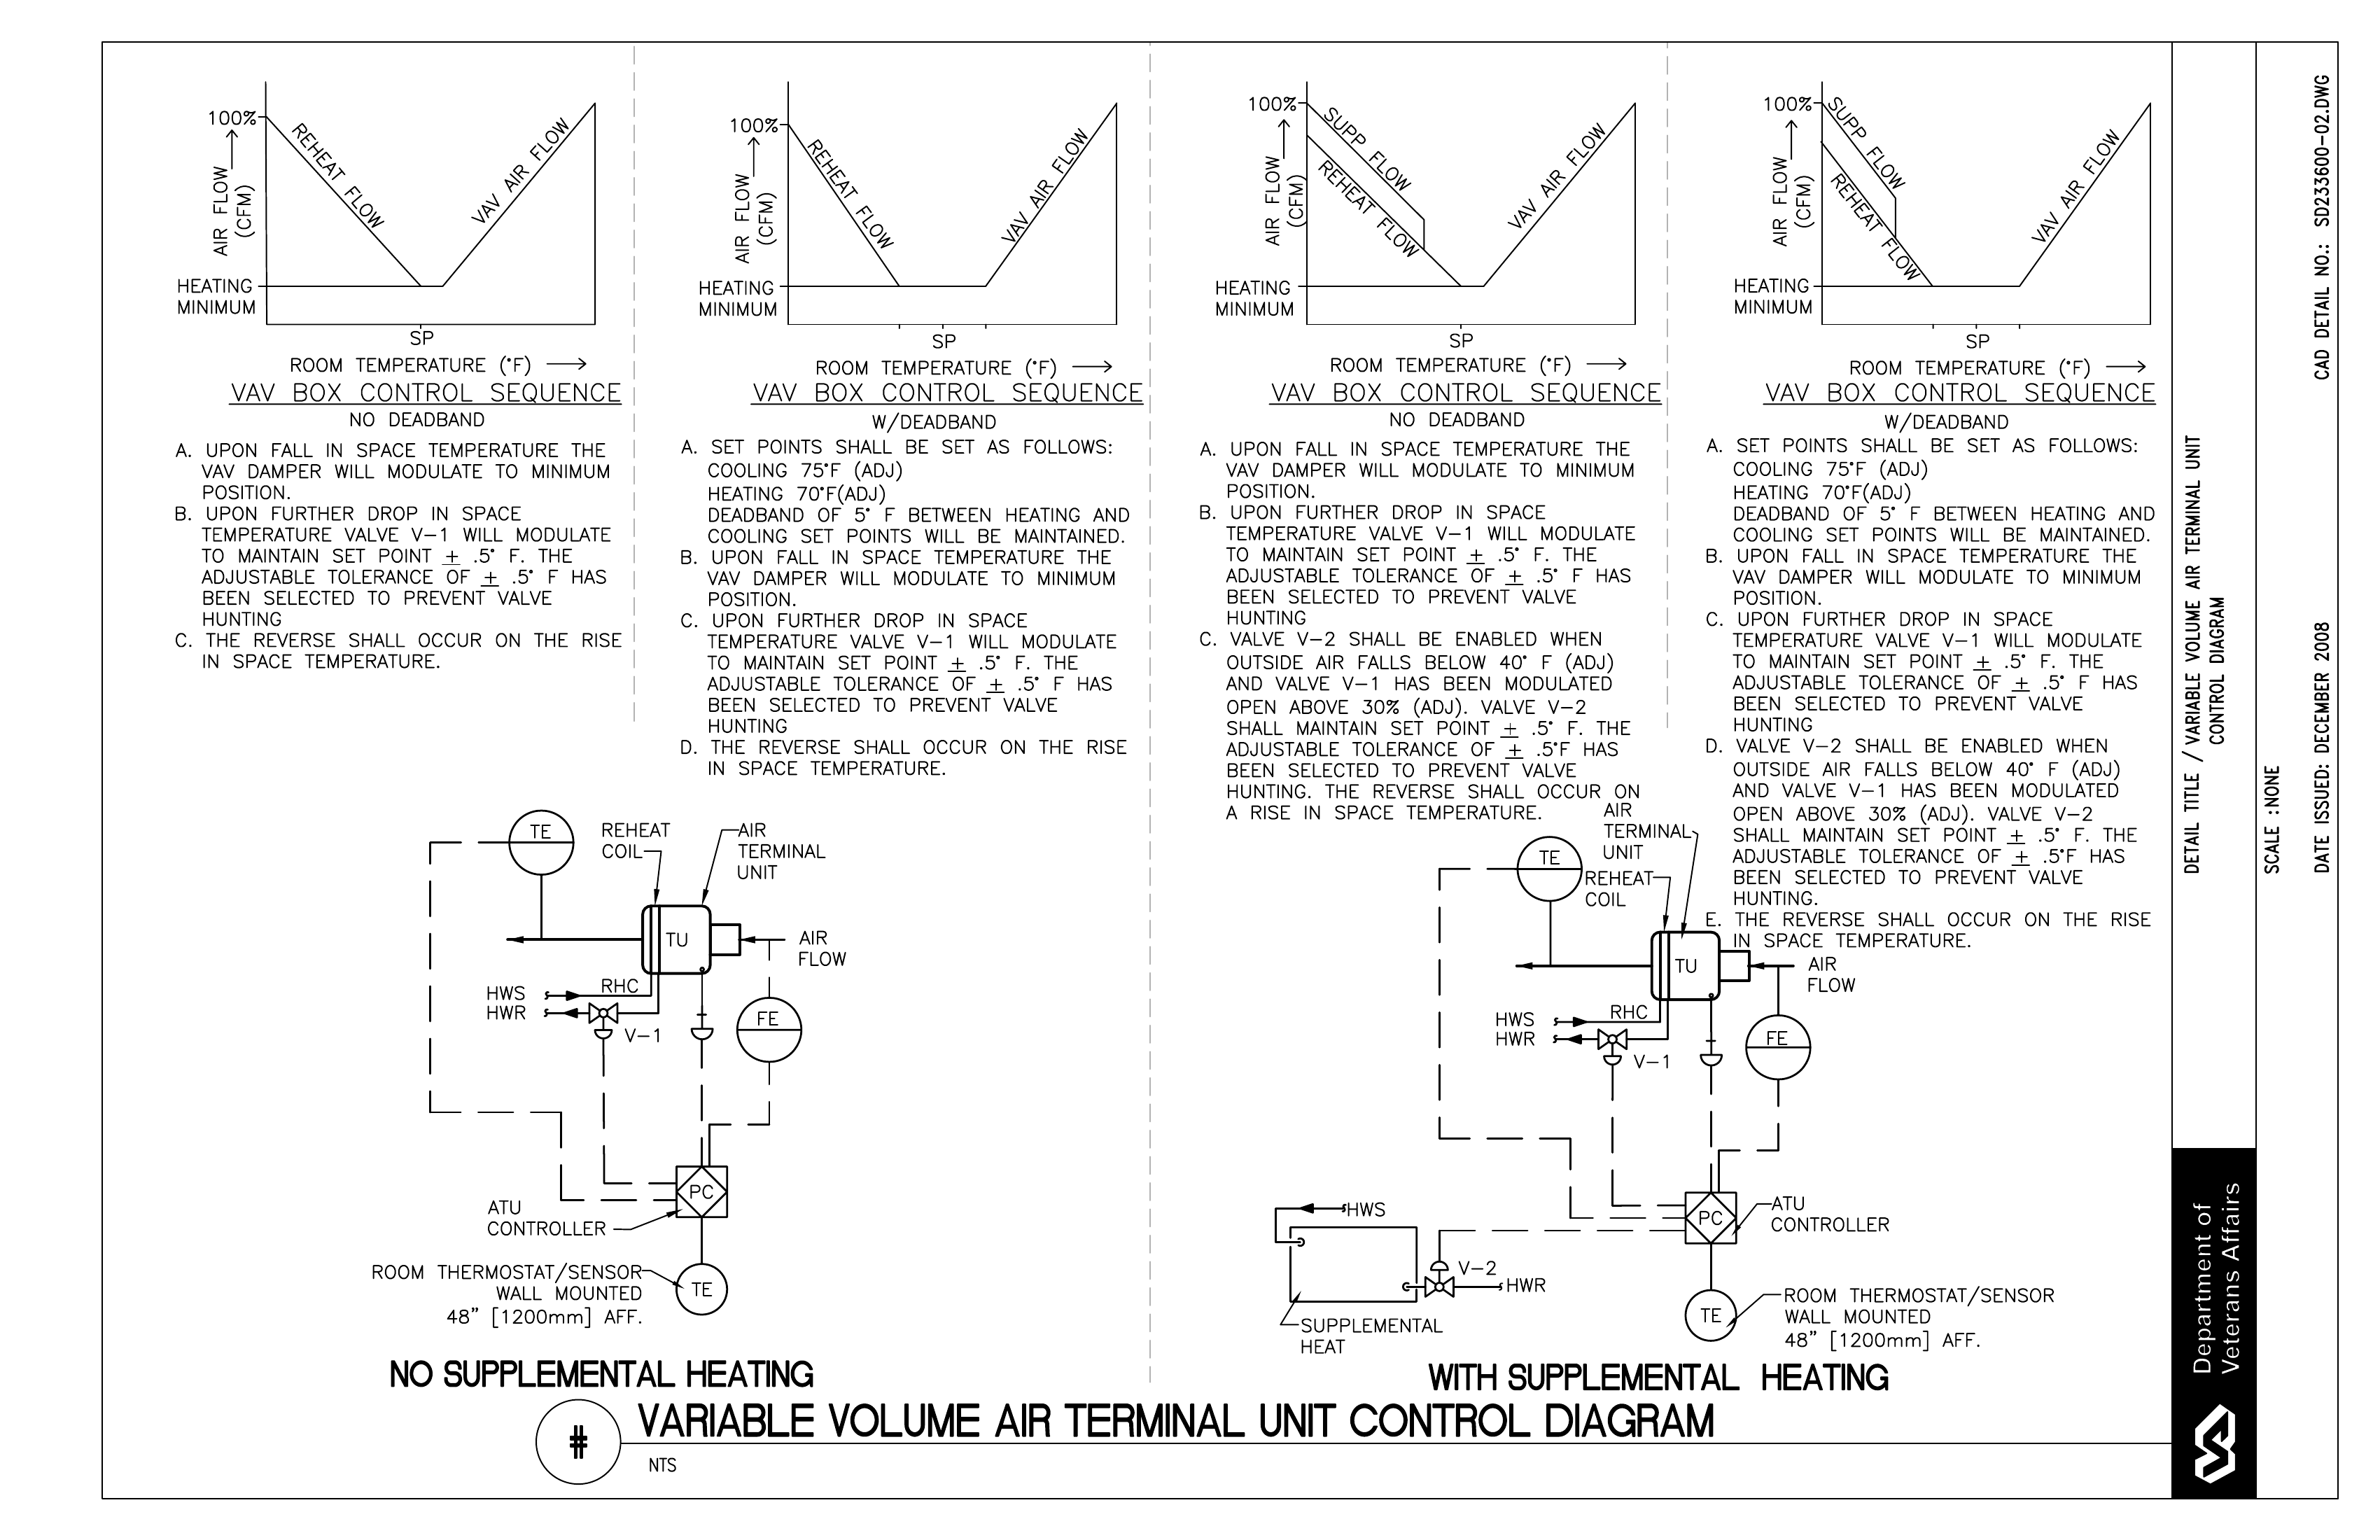 100%
AIR FLOW
(CFM)
REHEAT FLOW
VAV AIR FLOW
HEATING
MINIMUM
SP
ROOM TEMPERATURE (°F)
VAV BOX CONTROL SEQUENCE
NO DEADBAND
A. UPON FALL IN SPACE TEMPERATURE THE
VAV DAMPER WILL MODULATE TO MINIMUM
POSITION.
B. UPON FURTHER DROP IN SPACE
TEMPERATURE VALVE V-1 WILL MODULATE
TO MAINTAIN SET POINT ± .5° F. THE
ADJUSTABLE TOLERANCE OF ± .5° F HAS
BEEN SELECTED TO PREVENT VALVE
HUNTING
C. THE REVERSE SHALL OCCUR ON THE RISE
IN SPACE TEMPERATURE.
100%
AIR FLOW
(CFM)
REHEAT FLOW
VAV AIR FLOW
HEATING
MINIMUM
SP
ROOM TEMPERATURE (°F)
VAV BOX CONTROL SEQUENCE
W/DEADBAND
A. SET POINTS SHALL BE SET AS FOLLOWS:
COOLING 75°F (ADJ)
HEATING 70°F(ADJ)
DEADBAND OF 5° F BETWEEN HEATING AND
COOLING SET POINTS WILL BE MAINTAINED.
B. UPON FALL IN SPACE TEMPERATURE THE
VAV DAMPER WILL MODULATE TO MINIMUM
POSITION.
C. UPON FURTHER DROP IN SPACE
TEMPERATURE VALVE V-1 WILL MODULATE
TO MAINTAIN SET POINT ± .5° F. THE
ADJUSTABLE TOLERANCE OF ± .5° F HAS
BEEN SELECTED TO PREVENT VALVE
HUNTING
D. THE REVERSE SHALL OCCUR ON THE RISE
IN SPACE TEMPERATURE.
TE
REHEAT
COIL
AIR
TERMINAL
UNIT
TU
AIR
FLOW
RHC
HWS
HWR
V-1
FE
PC
ATU
CONTROLLER
ROOM THERMOSTAT/SENSOR
WALL MOUNTED
48" [1200mm] AFF.
TE
NO SUPPLEMENTAL HEATING
100%
AIR FLOW
(CFM)
SUPP FLOW
REHEAT FLOW
VAV AIR FLOW
HEATING
MINIMUM
SP
ROOM TEMPERATURE (°F)
VAV BOX CONTROL SEQUENCE
NO DEADBAND
A. UPON FALL IN SPACE TEMPERATURE THE
VAV DAMPER WILL MODULATE TO MINIMUM
POSITION.
B. UPON FURTHER DROP IN SPACE
TEMPERATURE VALVE V-1 WILL MODULATE
TO MAINTAIN SET POINT ± .5° F. THE
ADJUSTABLE TOLERANCE OF ± .5° F HAS
BEEN SELECTED TO PREVENT VALVE
HUNTING
C. VALVE V-2 SHALL BE ENABLED WHEN
OUTSIDE AIR FALLS BELOW 40° F (ADJ)
AND VALVE V-1 HAS BEEN MODULATED
OPEN ABOVE 30% (ADJ). VALVE V-2
SHALL MAINTAIN SET POINT ± .5° F. THE
ADJUSTABLE TOLERANCE OF ± .5°F HAS
BEEN SELECTED TO PREVENT VALVE
HUNTING. THE REVERSE SHALL OCCUR ON
A RISE IN SPACE TEMPERATURE.
100%
AIR FLOW
(CFM)
SUPP FLOW
REHEAT FLOW
VAV AIR FLOW
HEATING
MINIMUM
SP
ROOM TEMPERATURE (°F)
VAV BOX CONTROL SEQUENCE
W/DEADBAND
A. SET POINTS SHALL BE SET AS FOLLOWS:
COOLING 75°F (ADJ)
HEATING 70°F(ADJ)
DEADBAND OF 5° F BETWEEN HEATING AND
COOLING SET POINTS WILL BE MAINTAINED.
B. UPON FALL IN SPACE TEMPERATURE THE
VAV DAMPER WILL MODULATE TO MINIMUM
POSITION.
C. UPON FURTHER DROP IN SPACE
TEMPERATURE VALVE V-1 WILL MODULATE
TO MAINTAIN SET POINT ± .5° F. THE
ADJUSTABLE TOLERANCE OF ± .5° F HAS
BEEN SELECTED TO PREVENT VALVE
HUNTING
D. VALVE V-2 SHALL BE ENABLED WHEN
OUTSIDE AIR FALLS BELOW 40° F (ADJ)
AND VALVE V-1 HAS BEEN MODULATED
OPEN ABOVE 30% (ADJ). VALVE V-2
SHALL MAINTAIN SET POINT ± .5° F. THE
ADJUSTABLE TOLERANCE OF ± .5°F HAS
BEEN SELECTED TO PREVENT VALVE
HUNTING.
E. THE REVERSE SHALL OCCUR ON THE RISE
IN SPACE TEMPERATURE.
AIR
TERMINAL
UNIT
TE
REHEAT
COIL
TU
AIR
FLOW
RHC
HWS
HWR
V-1
FE
PC
ATU
CONTROLLER
HWS
V-2
HWR
SUPPLEMENTAL
HEAT
TE
ROOM THERMOSTAT/SENSOR
WALL MOUNTED
48" [1200mm] AFF.
WITH SUPPLEMENTAL HEATING
#
VARIABLE VOLUME AIR TERMINAL UNIT CONTROL DIAGRAM
NTS
DETAIL TITLE / VARIABLE VOLUME AIR TERMINAL UNIT
CONTROL DIAGRAM
SCALE :NONE
DATE ISSUED: DECEMBER 2008
CAD DETAIL NO.: SD233600-02.DWG
Department of
Veterans Affairs